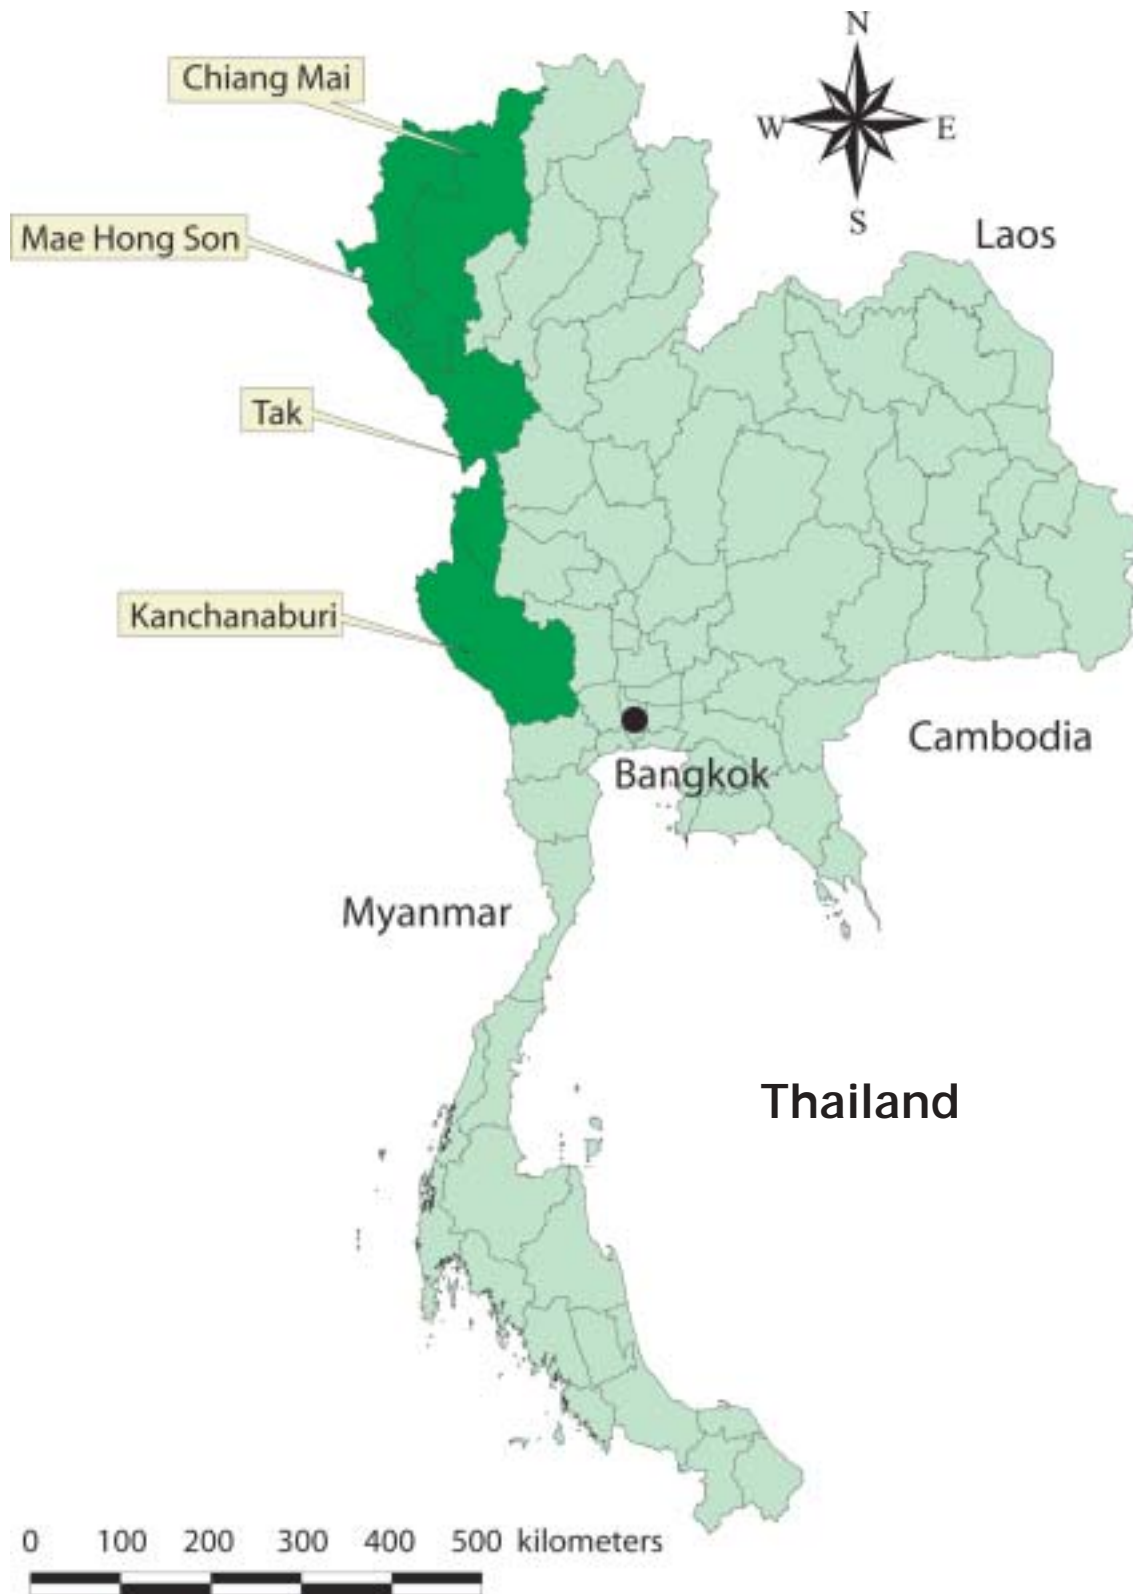 N
Chiang Mai
W E
S
Mae Hong Son
Laos
Tak
Kanchanaburi
Cambodia
Bangkok
Myanmar
Thailand
0 100 200 300 400 500 kilometers